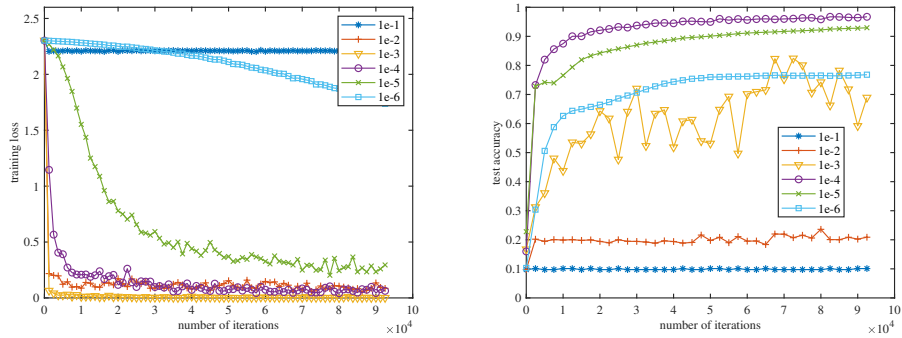 2.5
2
1.5
1
0.5
0
training loss
0 1 2 3 4 5 6 7 8 9 10
number of iterations
×10⁴
1e-1
1e-2
1e-3
1e-4
1e-5
1e-6
1
0.9
0.8
0.7
0.6
0.5
0.4
0.3
0.2
0.1
0
test accuracy
0 1 2 3 4 5 6 7 8 9 10
number of iterations
×10⁴
1e-1
1e-2
1e-3
1e-4
1e-5
1e-6